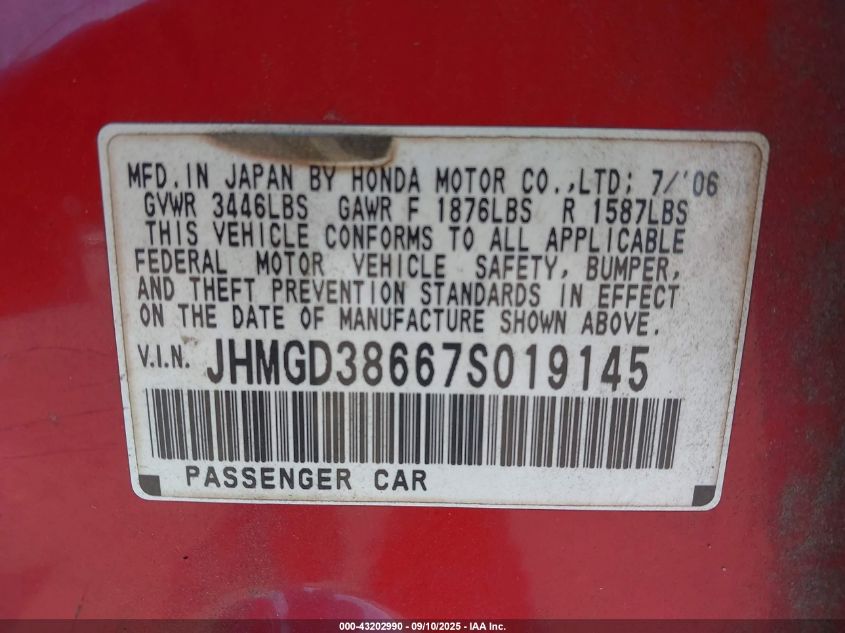 MFD. IN JAPAN BY HONDA MOTOR CO.,LTD: 7/'06
GVWR 3446LBS GAWR F 1876LBS R 1587LBS
THIS VEHICLE CONFORMS TO ALL APPLICABLE
FEDERAL MOTOR VEHICLE SAFETY, BUMPER,
AND THEFT PREVENTION STANDARDS IN EFFECT
ON THE DATE OF MANUFACTURE SHOWN ABOVE.
V.I.N. JHMGD38667S019145
PASSENGER CAR
000-43202990 - 09/10/2025 - IAA Inc.